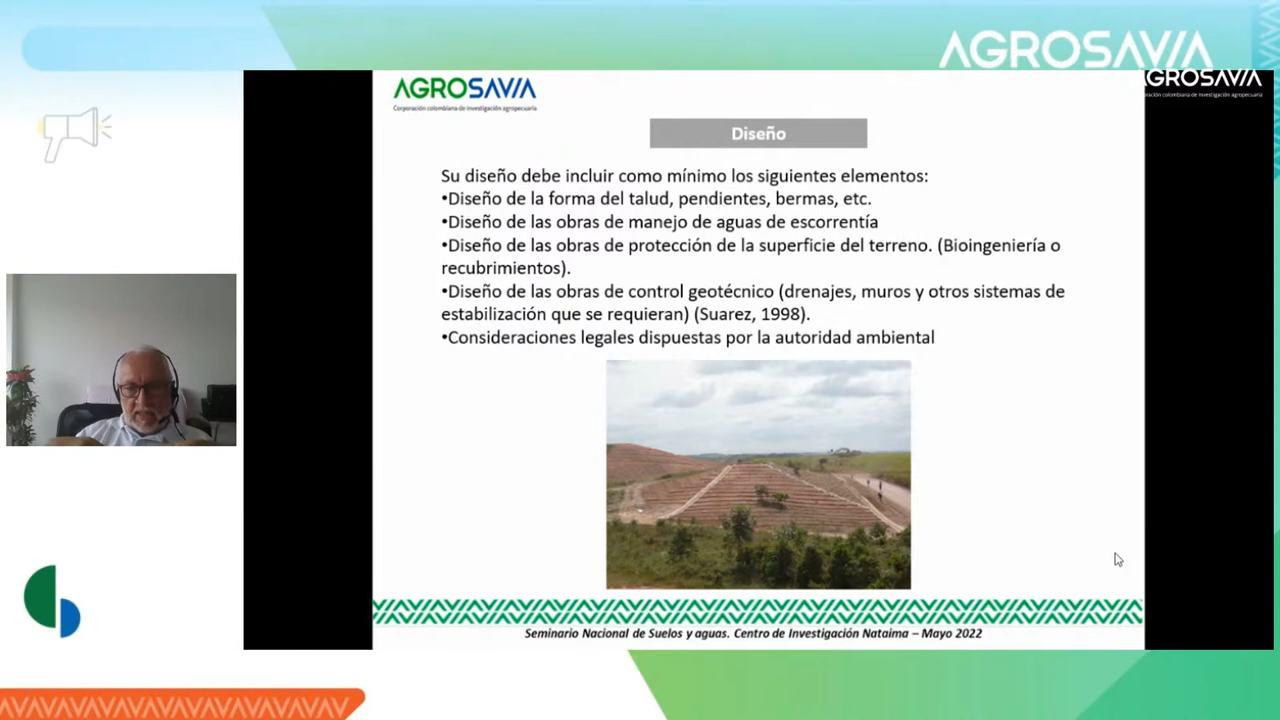 AGROSAVIA
AGROSAVIA
Corporación colombiana de investigación agropecuaria
AGROSAVIA
colombiana de investigación agropecuaria
Diseño
Su diseño debe incluir como mínimo los siguientes elementos:
•Diseño de la forma del talud, pendientes, bermas, etc.
•Diseño de las obras de manejo de aguas de escorrentía
•Diseño de las obras de protección de la superficie del terreno. (Bioingeniería o
recubrimientos).
•Diseño de las obras de control geotécnico (drenajes, muros y otros sistemas de
estabilización que se requieran) (Suarez, 1998).
•Consideraciones legales dispuestas por la autoridad ambiental
Seminario Nacional de Suelos y aguas. Centro de Investigación Nataima – Mayo 2022